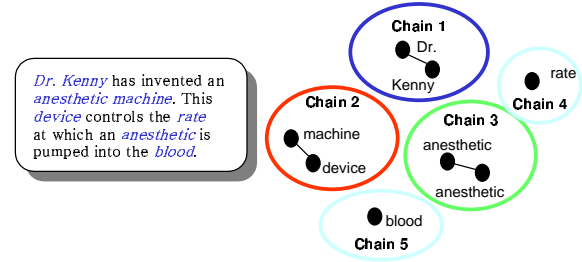 Dr. Kenny has invented an
anesthetic machine. This
device controls the rate
at which an anesthetic is
pumped into the blood.
Chain 1
Dr.
Kenny
rate
Chain 4
Chain 2
machine
device
Chain 3
anesthetic
anesthetic
blood
Chain 5